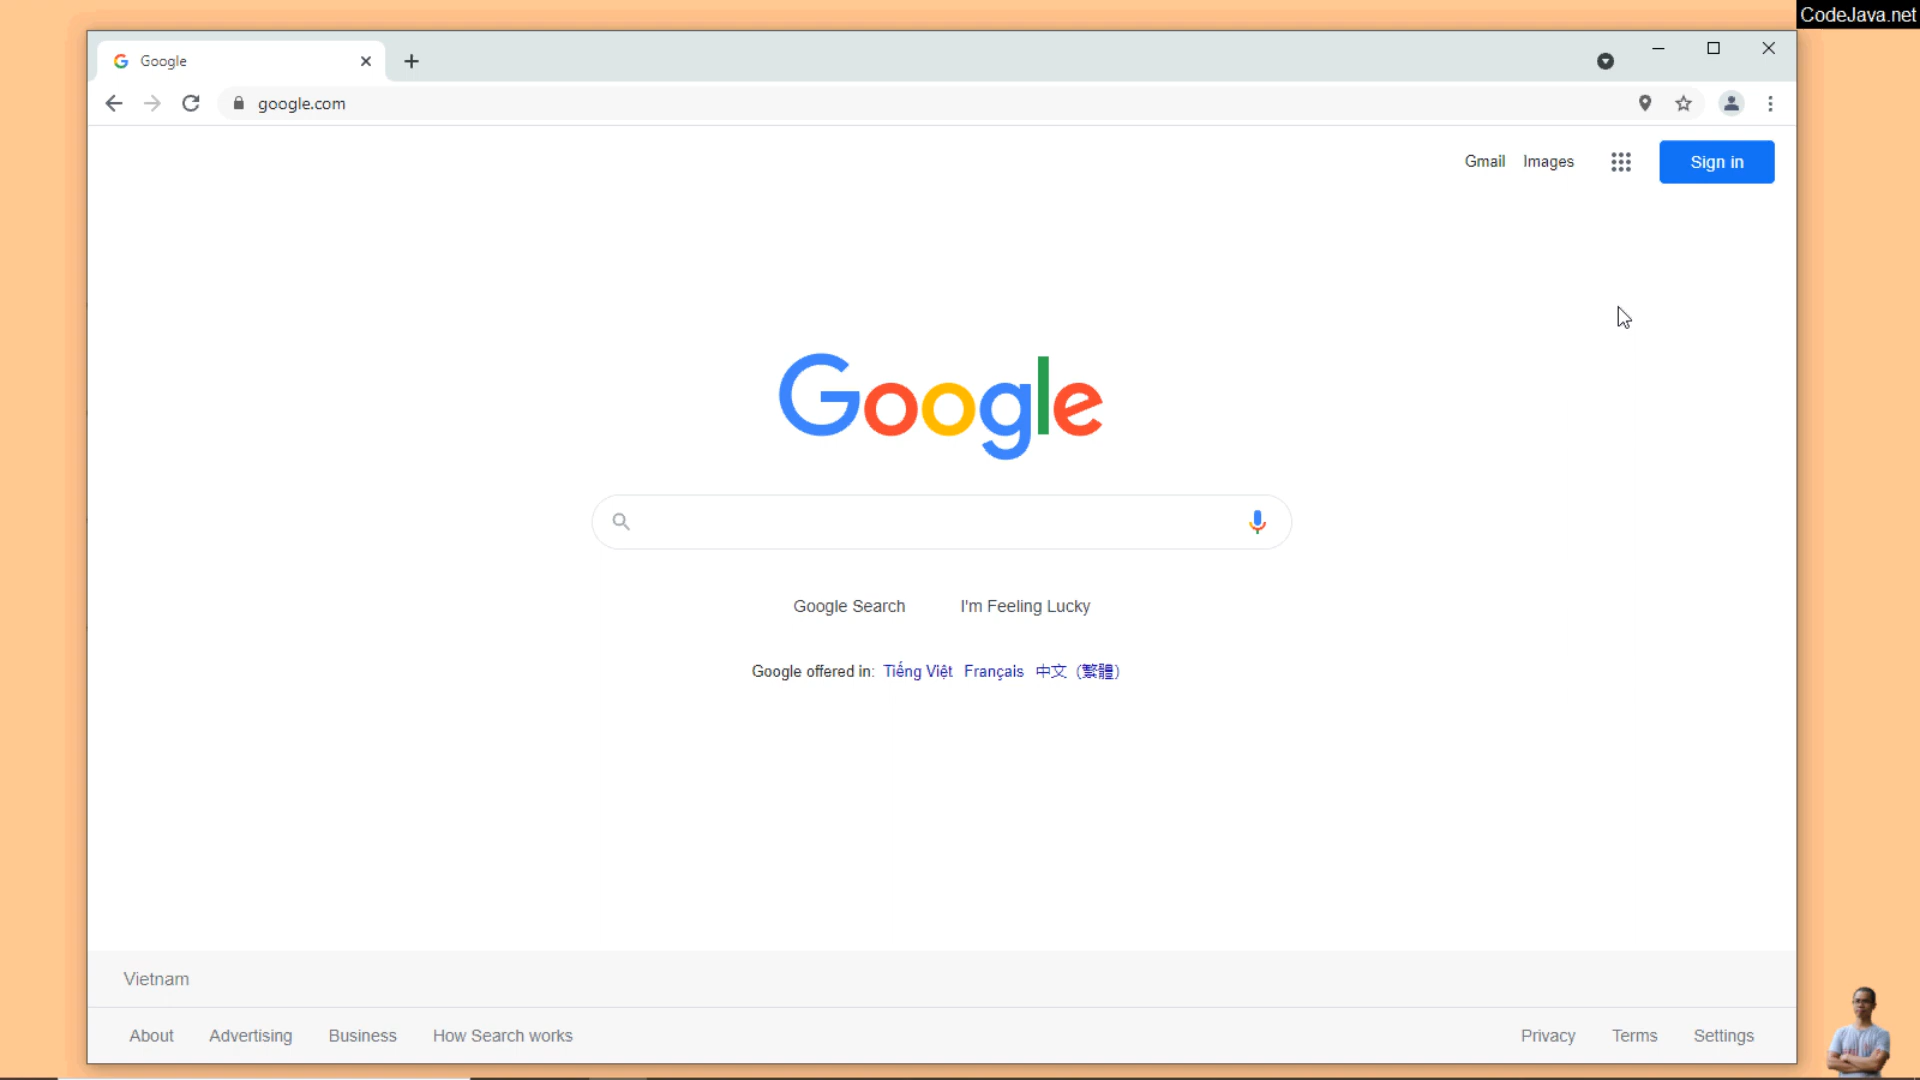 CodeJava.net
Google
google.com
Gmail Images Sign in
Google
Google Search I'm Feeling Lucky
Google offered in: Tiếng Việt Français 中文 (繁體)
Vietnam
About Advertising Business How Search works Privacy Terms Settings